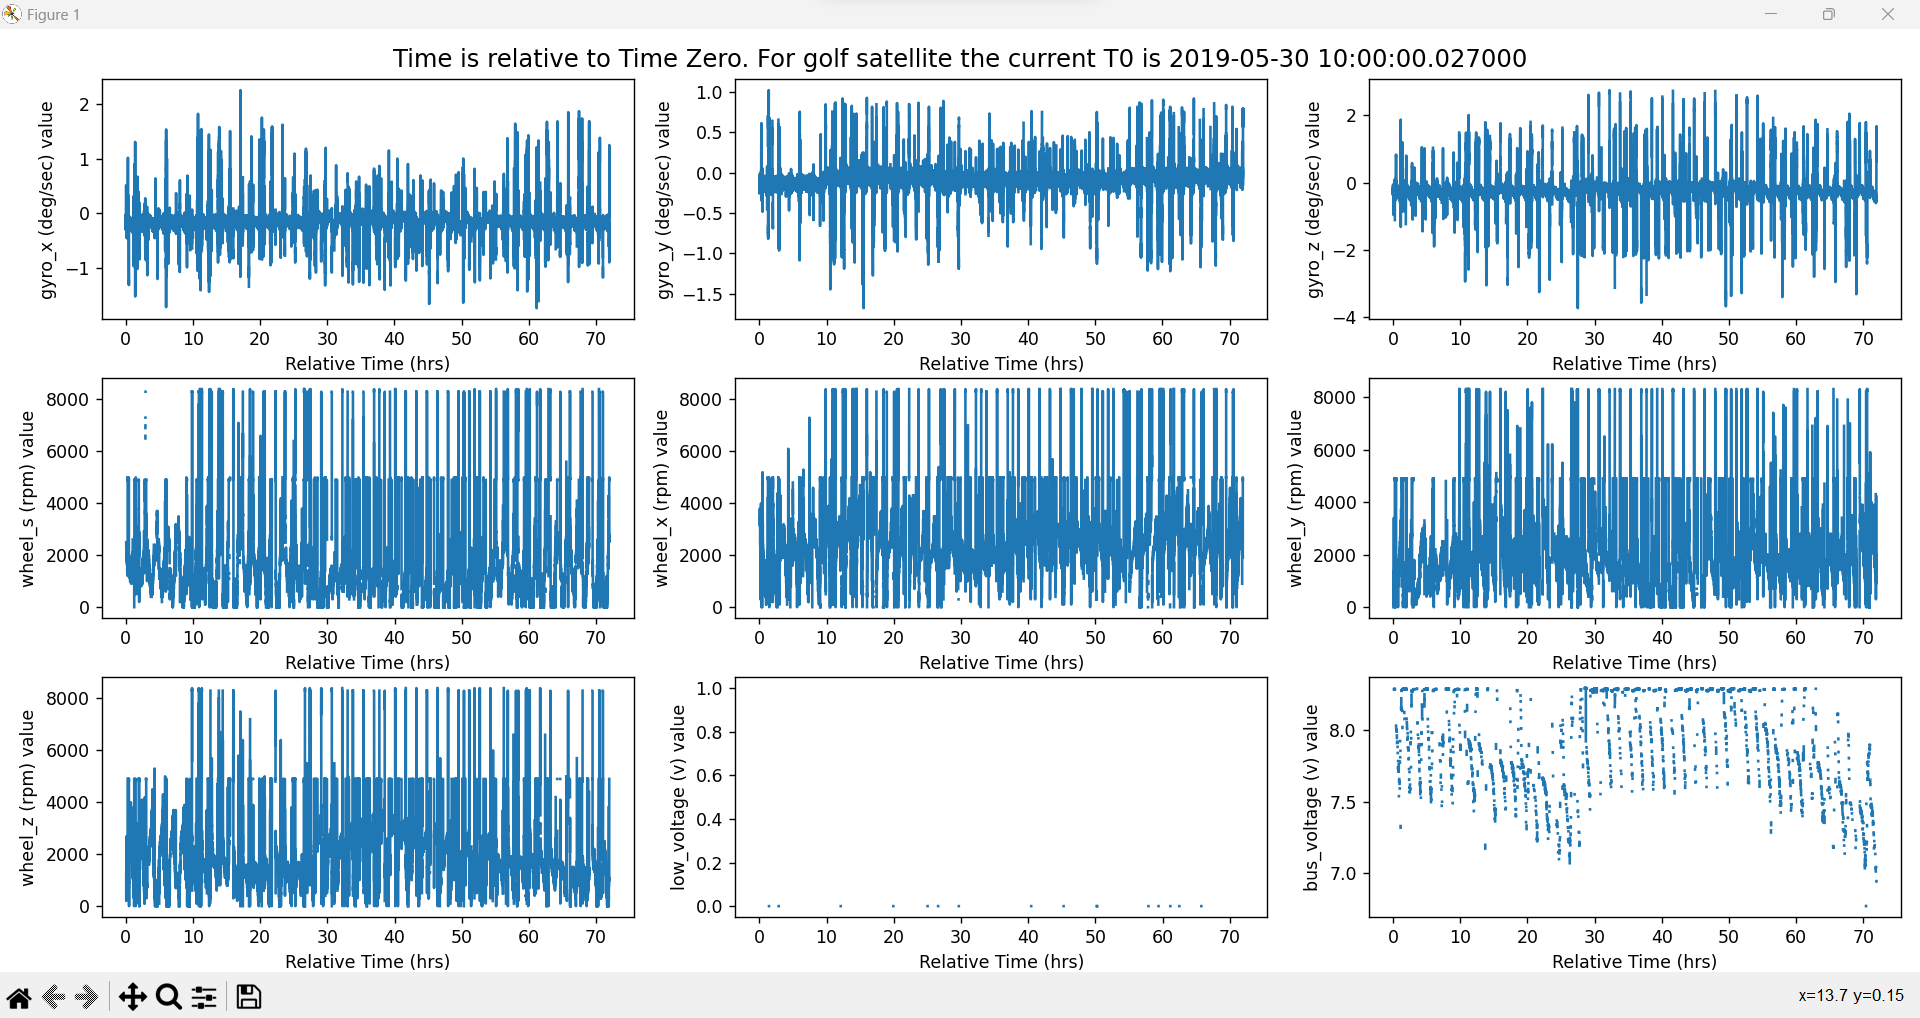 Figure 1
Time is relative to Time Zero. For golf satellite the current T0 is 2019-05-30 10:00:00.027000
gyro_x (deg/sec) value
2
1
0
−1
0 10 20 30 40 50 60 70
Relative Time (hrs)
gyro_y (deg/sec) value
1.0
0.5
0.0
−0.5
−1.0
−1.5
0 10 20 30 40 50 60 70
Relative Time (hrs)
gyro_z (deg/sec) value
2
0
−2
−4
0 10 20 30 40 50 60 70
Relative Time (hrs)
wheel_s (rpm) value
8000
6000
4000
2000
0
0 10 20 30 40 50 60 70
Relative Time (hrs)
wheel_x (rpm) value
8000
6000
4000
2000
0
0 10 20 30 40 50 60 70
Relative Time (hrs)
wheel_y (rpm) value
8000
6000
4000
2000
0
0 10 20 30 40 50 60 70
Relative Time (hrs)
wheel_z (rpm) value
8000
6000
4000
2000
0
0 10 20 30 40 50 60 70
Relative Time (hrs)
low_voltage (v) value
1.0
0.8
0.6
0.4
0.2
0.0
0 10 20 30 40 50 60 70
Relative Time (hrs)
bus_voltage (v) value
8.0
7.5
7.0
0 10 20 30 40 50 60 70
Relative Time (hrs)
x=13.7 y=0.15